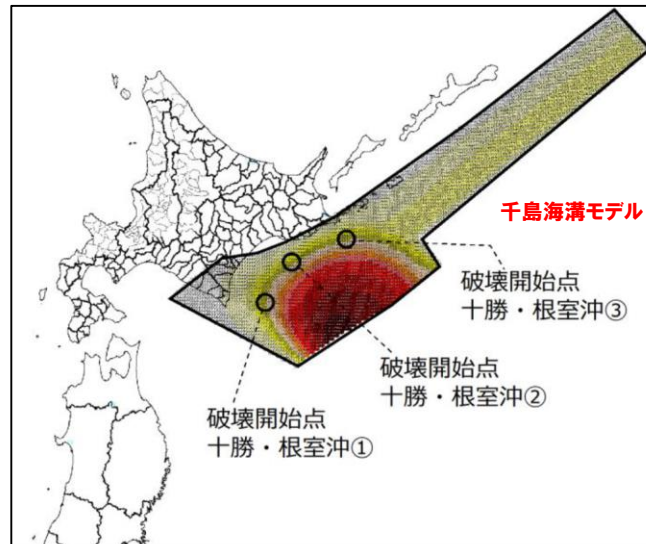 千島海溝モデル
破壊開始点
十勝・根室沖③
破壊開始点
十勝・根室沖②
破壊開始点
十勝・根室沖①